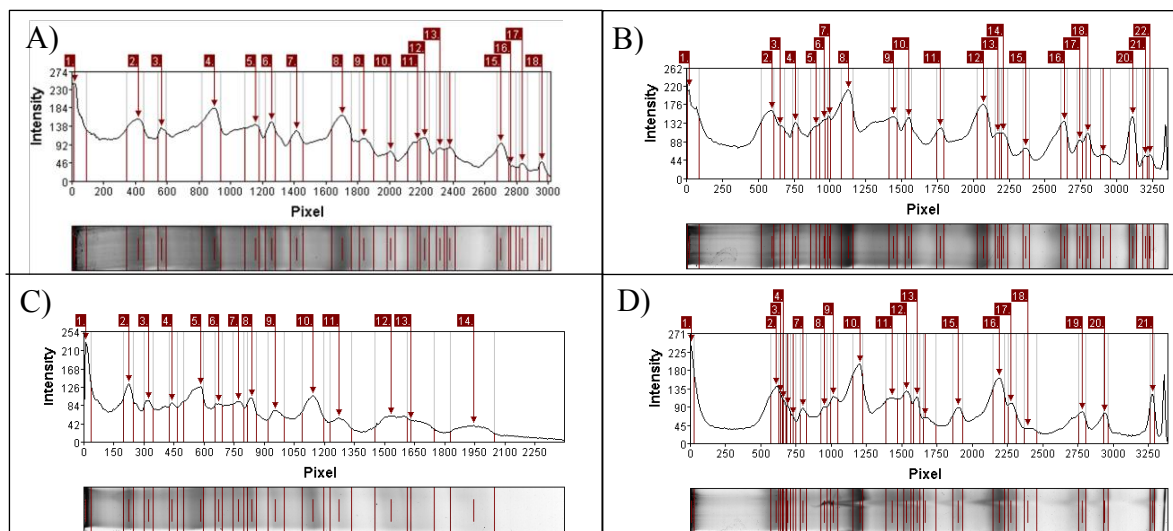 A)
13. 17.
12. 16.
1. 2. 3. 4. 5. 6. 7. 8. 9. 10. 11. 15. 18.
274
230
184
138
92
46
0
Intensity
0 200 400 600 800 1000 1200 1400 1600 1800 2000 2200 2400 2600 2800 3000
Pixel
B)
7. 14. 18. 22.
3. 6. 10. 13. 17. 21.
1. 2. 4. 5. 8. 9. 11. 12. 15. 16. 20.
262
220
176
132
88
44
0
Intensity
0 250 500 750 1000 1250 1500 1750 2000 2250 2500 2750 3000 3250
Pixel
C)
1. 2. 3. 4. 5. 6. 7. 8. 9. 10. 11. 12. 13. 14.
254
210
168
126
84
42
0
Intensity
0 150 300 450 600 750 900 1050 1200 1350 1500 1650 1800 1950 2100 2250
Pixel
D)
4. 13. 18.
3. 9. 12. 17.
1. 2. 7. 8. 10. 11. 15. 16. 19. 20. 21.
271
225
180
135
90
45
0
Intensity
0 250 500 750 1000 1250 1500 1750 2000 2250 2500 2750 3000 3250
Pixel